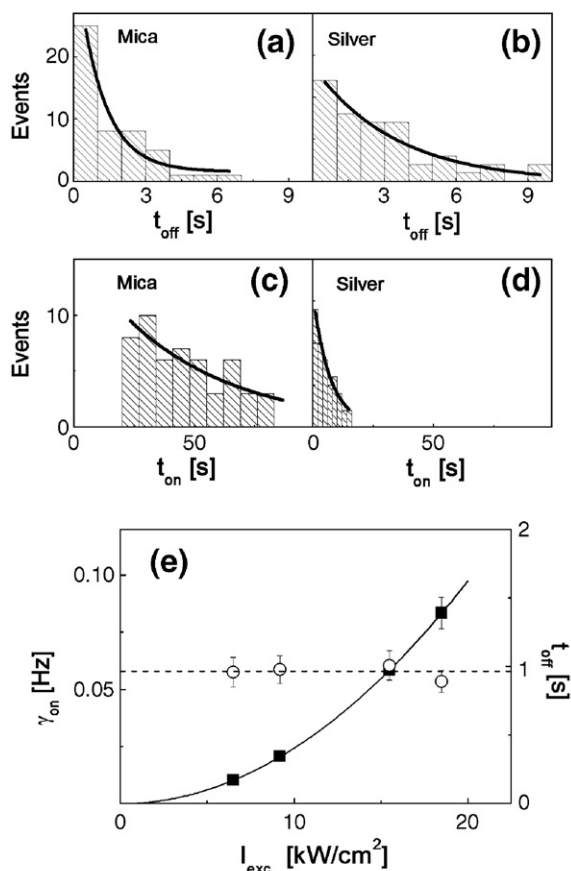 Mica (a) Silver (b)
20
10
0
Events
0 3 6 9 0 3 6 9
t_off [s] t_off [s]
Mica (c) Silver (d)
10
0
Events
0 50 0 50
t_on [s] t_on [s]
(e)
0.10
0.05
γ_on [Hz]
2
1
0
t_off [s]
0 10 20
I_exc [kW/cm²]